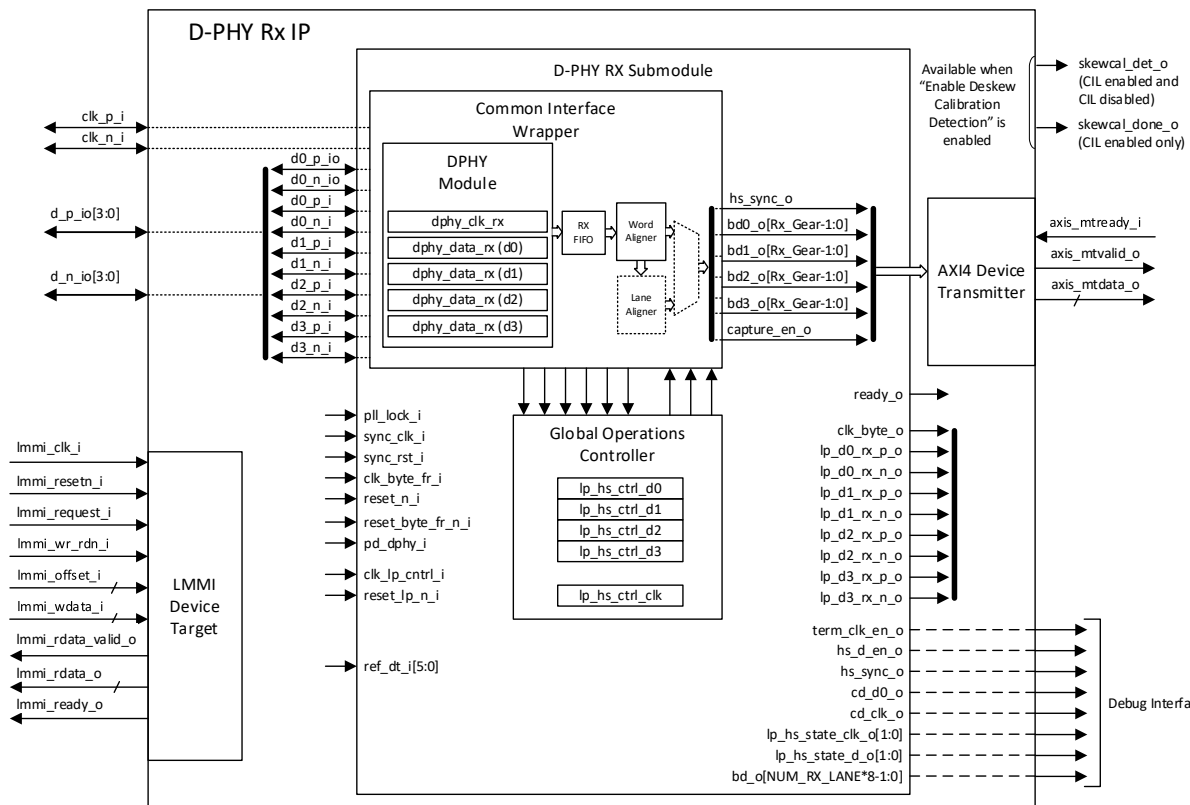 D-PHY Rx IP
D-PHY RX Submodule
Available when
“Enable Deskew
Calibration
Detection” is
enabled
skewcal_det_o
(CIL enabled and
CIL disabled)
skewcal_done_o
(CIL enabled only)
clk_p_i
clk_n_i
d_p_io[3:0]
d_n_io[3:0]
d0_p_io
d0_n_io
d0_p_i
d0_n_i
d1_p_i
d1_n_i
d2_p_i
d2_n_i
d3_p_i
d3_n_i
Common Interface
Wrapper
DPHY
Module
dphy_clk_rx
dphy_data_rx (d0)
dphy_data_rx (d1)
dphy_data_rx (d2)
dphy_data_rx (d3)
RX
FIFO
Word
Aligner
Lane
Aligner
hs_sync_o
bd0_o[Rx_Gear-1:0]
bd1_o[Rx_Gear-1:0]
bd2_o[Rx_Gear-1:0]
bd3_o[Rx_Gear-1:0]
capture_en_o
AXI4 Device
Transmitter
axis_mtready_i
axis_mtvalid_o
axis_mtdata_o
lmmi_clk_i
lmmi_resetn_i
lmmi_request_i
lmmi_wr_rdn_i
lmmi_offset_i
lmmi_wdata_i
lmmi_rdata_valid_o
lmmi_rdata_o
lmmi_ready_o
LMMI
Device
Target
pll_lock_i
sync_clk_i
sync_rst_i
clk_byte_fr_i
reset_n_i
reset_byte_fr_n_i
pd_dphy_i
clk_lp_cntrl_i
reset_lp_n_i
ref_dt_i[5:0]
Global Operations
Controller
lp_hs_ctrl_d0
lp_hs_ctrl_d1
lp_hs_ctrl_d2
lp_hs_ctrl_d3
lp_hs_ctrl_clk
ready_o
clk_byte_o
lp_d0_rx_p_o
lp_d0_rx_n_o
lp_d1_rx_p_o
lp_d1_rx_n_o
lp_d2_rx_p_o
lp_d2_rx_n_o
lp_d3_rx_p_o
lp_d3_rx_n_o
term_clk_en_o
hs_d_en_o
hs_sync_o
cd_d0_o
cd_clk_o
lp_hs_state_clk_o[1:0]
lp_hs_state_d_o[1:0]
bd_o[NUM_RX_LANE*8-1:0]
Debug Interfa